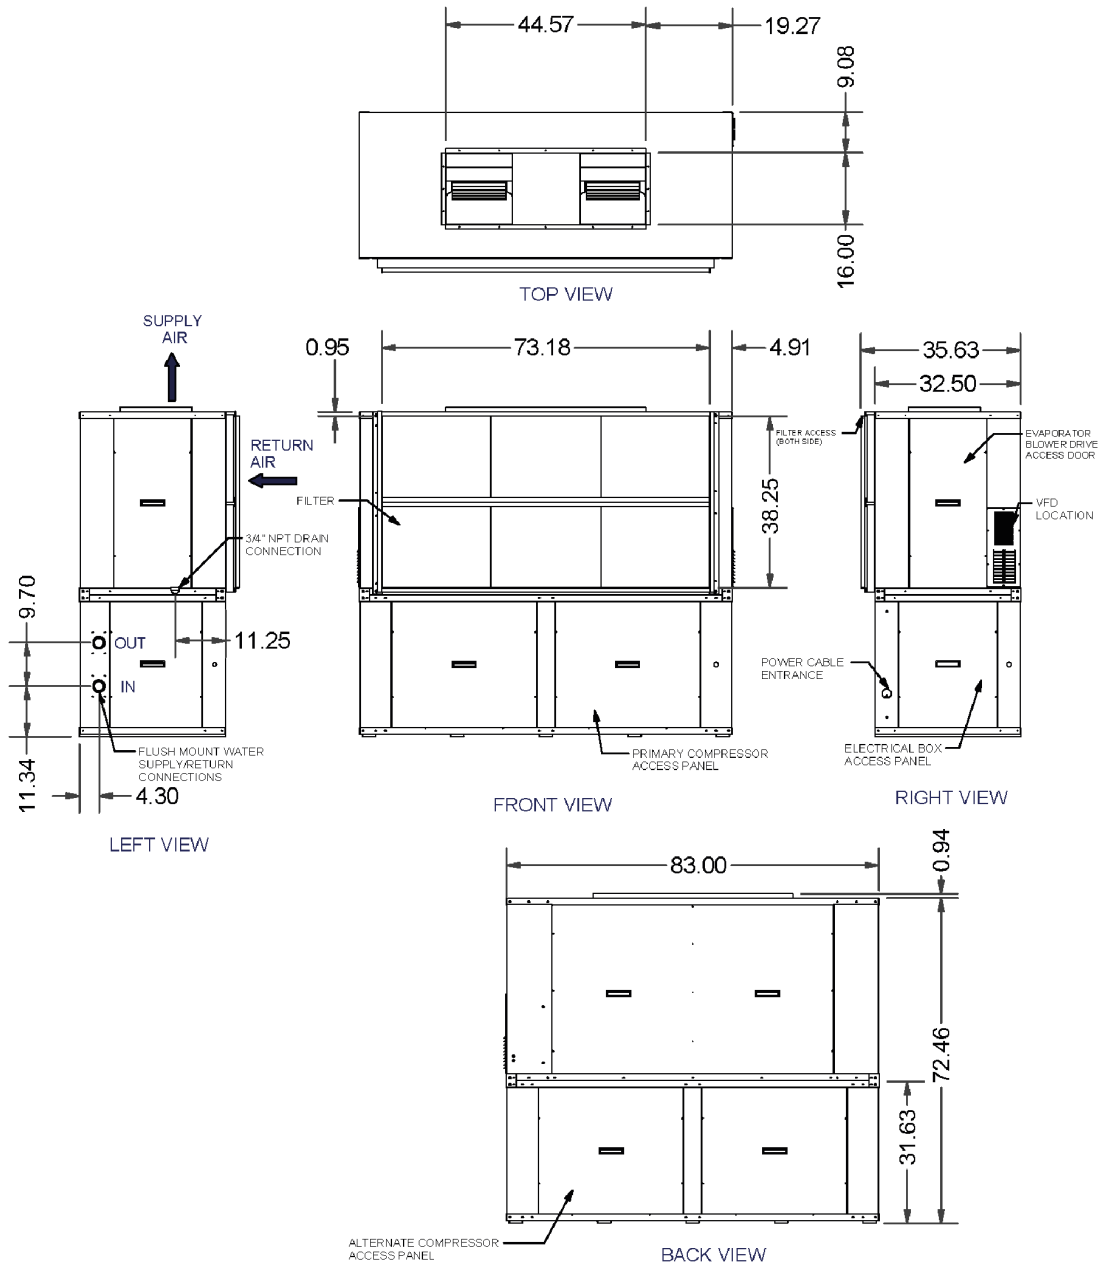 44.57
19.27
9.08
16.00
TOP VIEW
SUPPLY
AIR
RETURN
AIR
3/4" NPT DRAIN
CONNECTION
9.70
OUT
11.25
IN
11.34
FLUSH MOUNT WATER
SUPPLY/RETURN
CONNECTIONS
4.30
LEFT VIEW
0.95
73.18
4.91
FILTER
38.25
PRIMARY COMPRESSOR
ACCESS PANEL
FRONT VIEW
35.63
32.50
FILTER ACCESS
(BOTH SIDE)
EVAPORATOR
BLOWER DRIVE
ACCESS DOOR
VFD
LOCATION
POWER CABLE
ENTRANCE
ELECTRICAL BOX
ACCESS PANEL
RIGHT VIEW
83.00
0.94
72.46
31.63
ALTERNATE COMPRESSOR
ACCESS PANEL
BACK VIEW